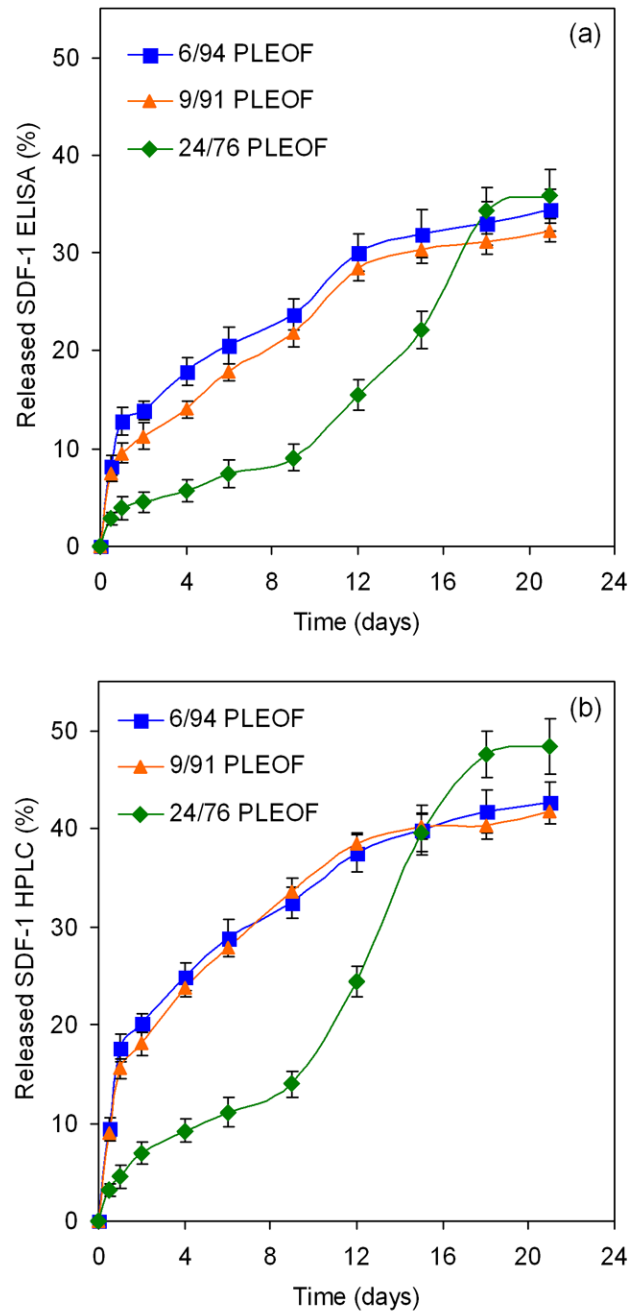 (a)
6/94 PLEOF
9/91 PLEOF
24/76 PLEOF
Released SDF-1 ELISA (%)
50
40
30
20
10
0
0 4 8 12 16 20 24
Time (days)
(b)
6/94 PLEOF
9/91 PLEOF
24/76 PLEOF
Released SDF-1 HPLC (%)
50
40
30
20
10
0
0 4 8 12 16 20 24
Time (days)